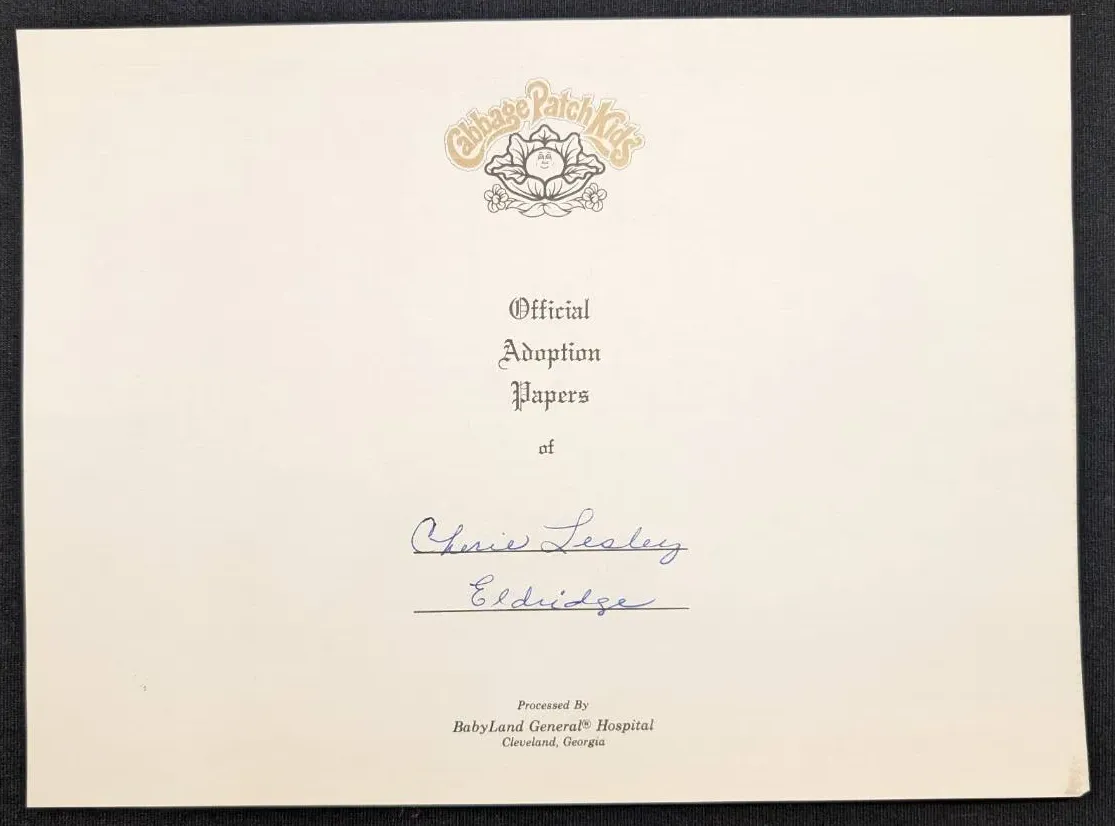 Cabbage Patch Kids
Official
Adoption
Papers
of
Cherie Lesley
Eldridge
Processed By
BabyLand General® Hospital
Cleveland, Georgia